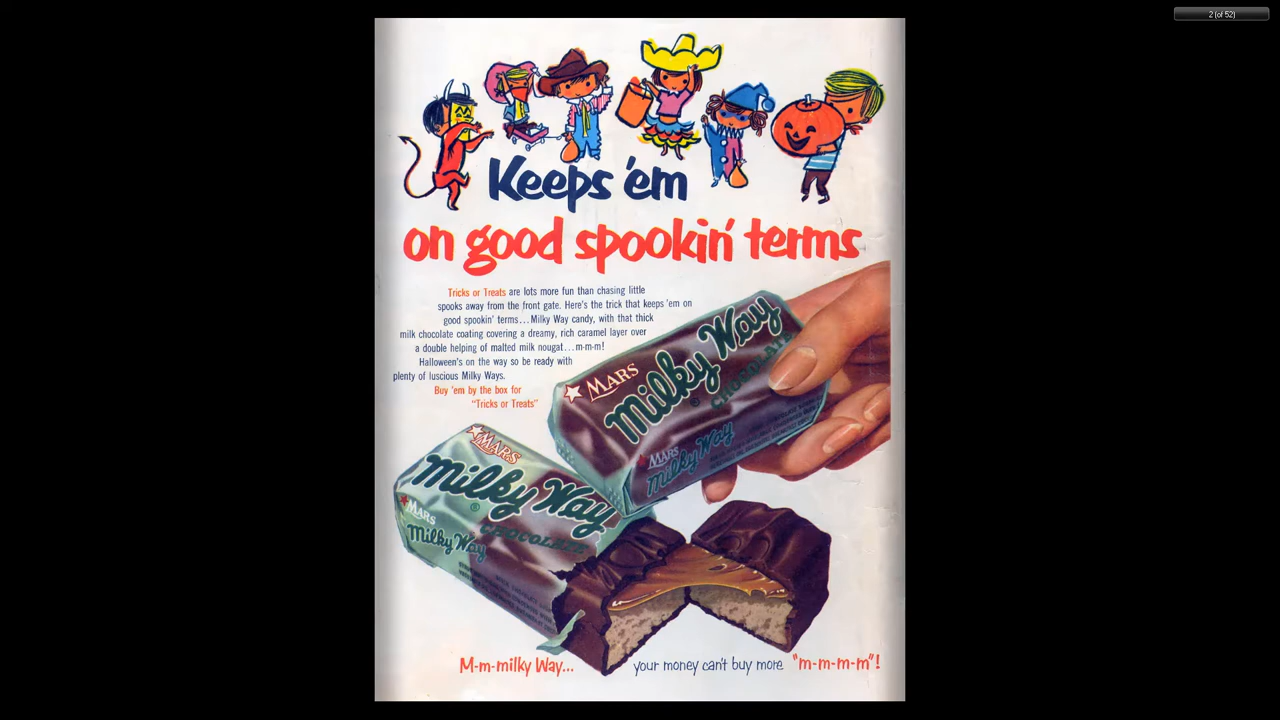 2 (of 52)
Keeps 'em
on good spookin' terms
Tricks or Treats are lots more fun than chasing little
spooks away from the front gate. Here's the trick that keeps 'em on
good spookin' terms...Milky Way candy, with that thick
milk chocolate coating covering a dreamy, rich caramel layer over
a double helping of malted milk nougat...m-m-m!
Halloween's on the way so be ready with
plenty of luscious Milky Ways.
Buy 'em by the box for
"Tricks or Treats"
MARS
Milky Way
CHOCOLATE
MARS
Milky Way
MARS
Milky Way
®
CHOCOLATE
MARS
Milky Way
M-m-milky Way... your money can't buy more "m-m-m-m"!